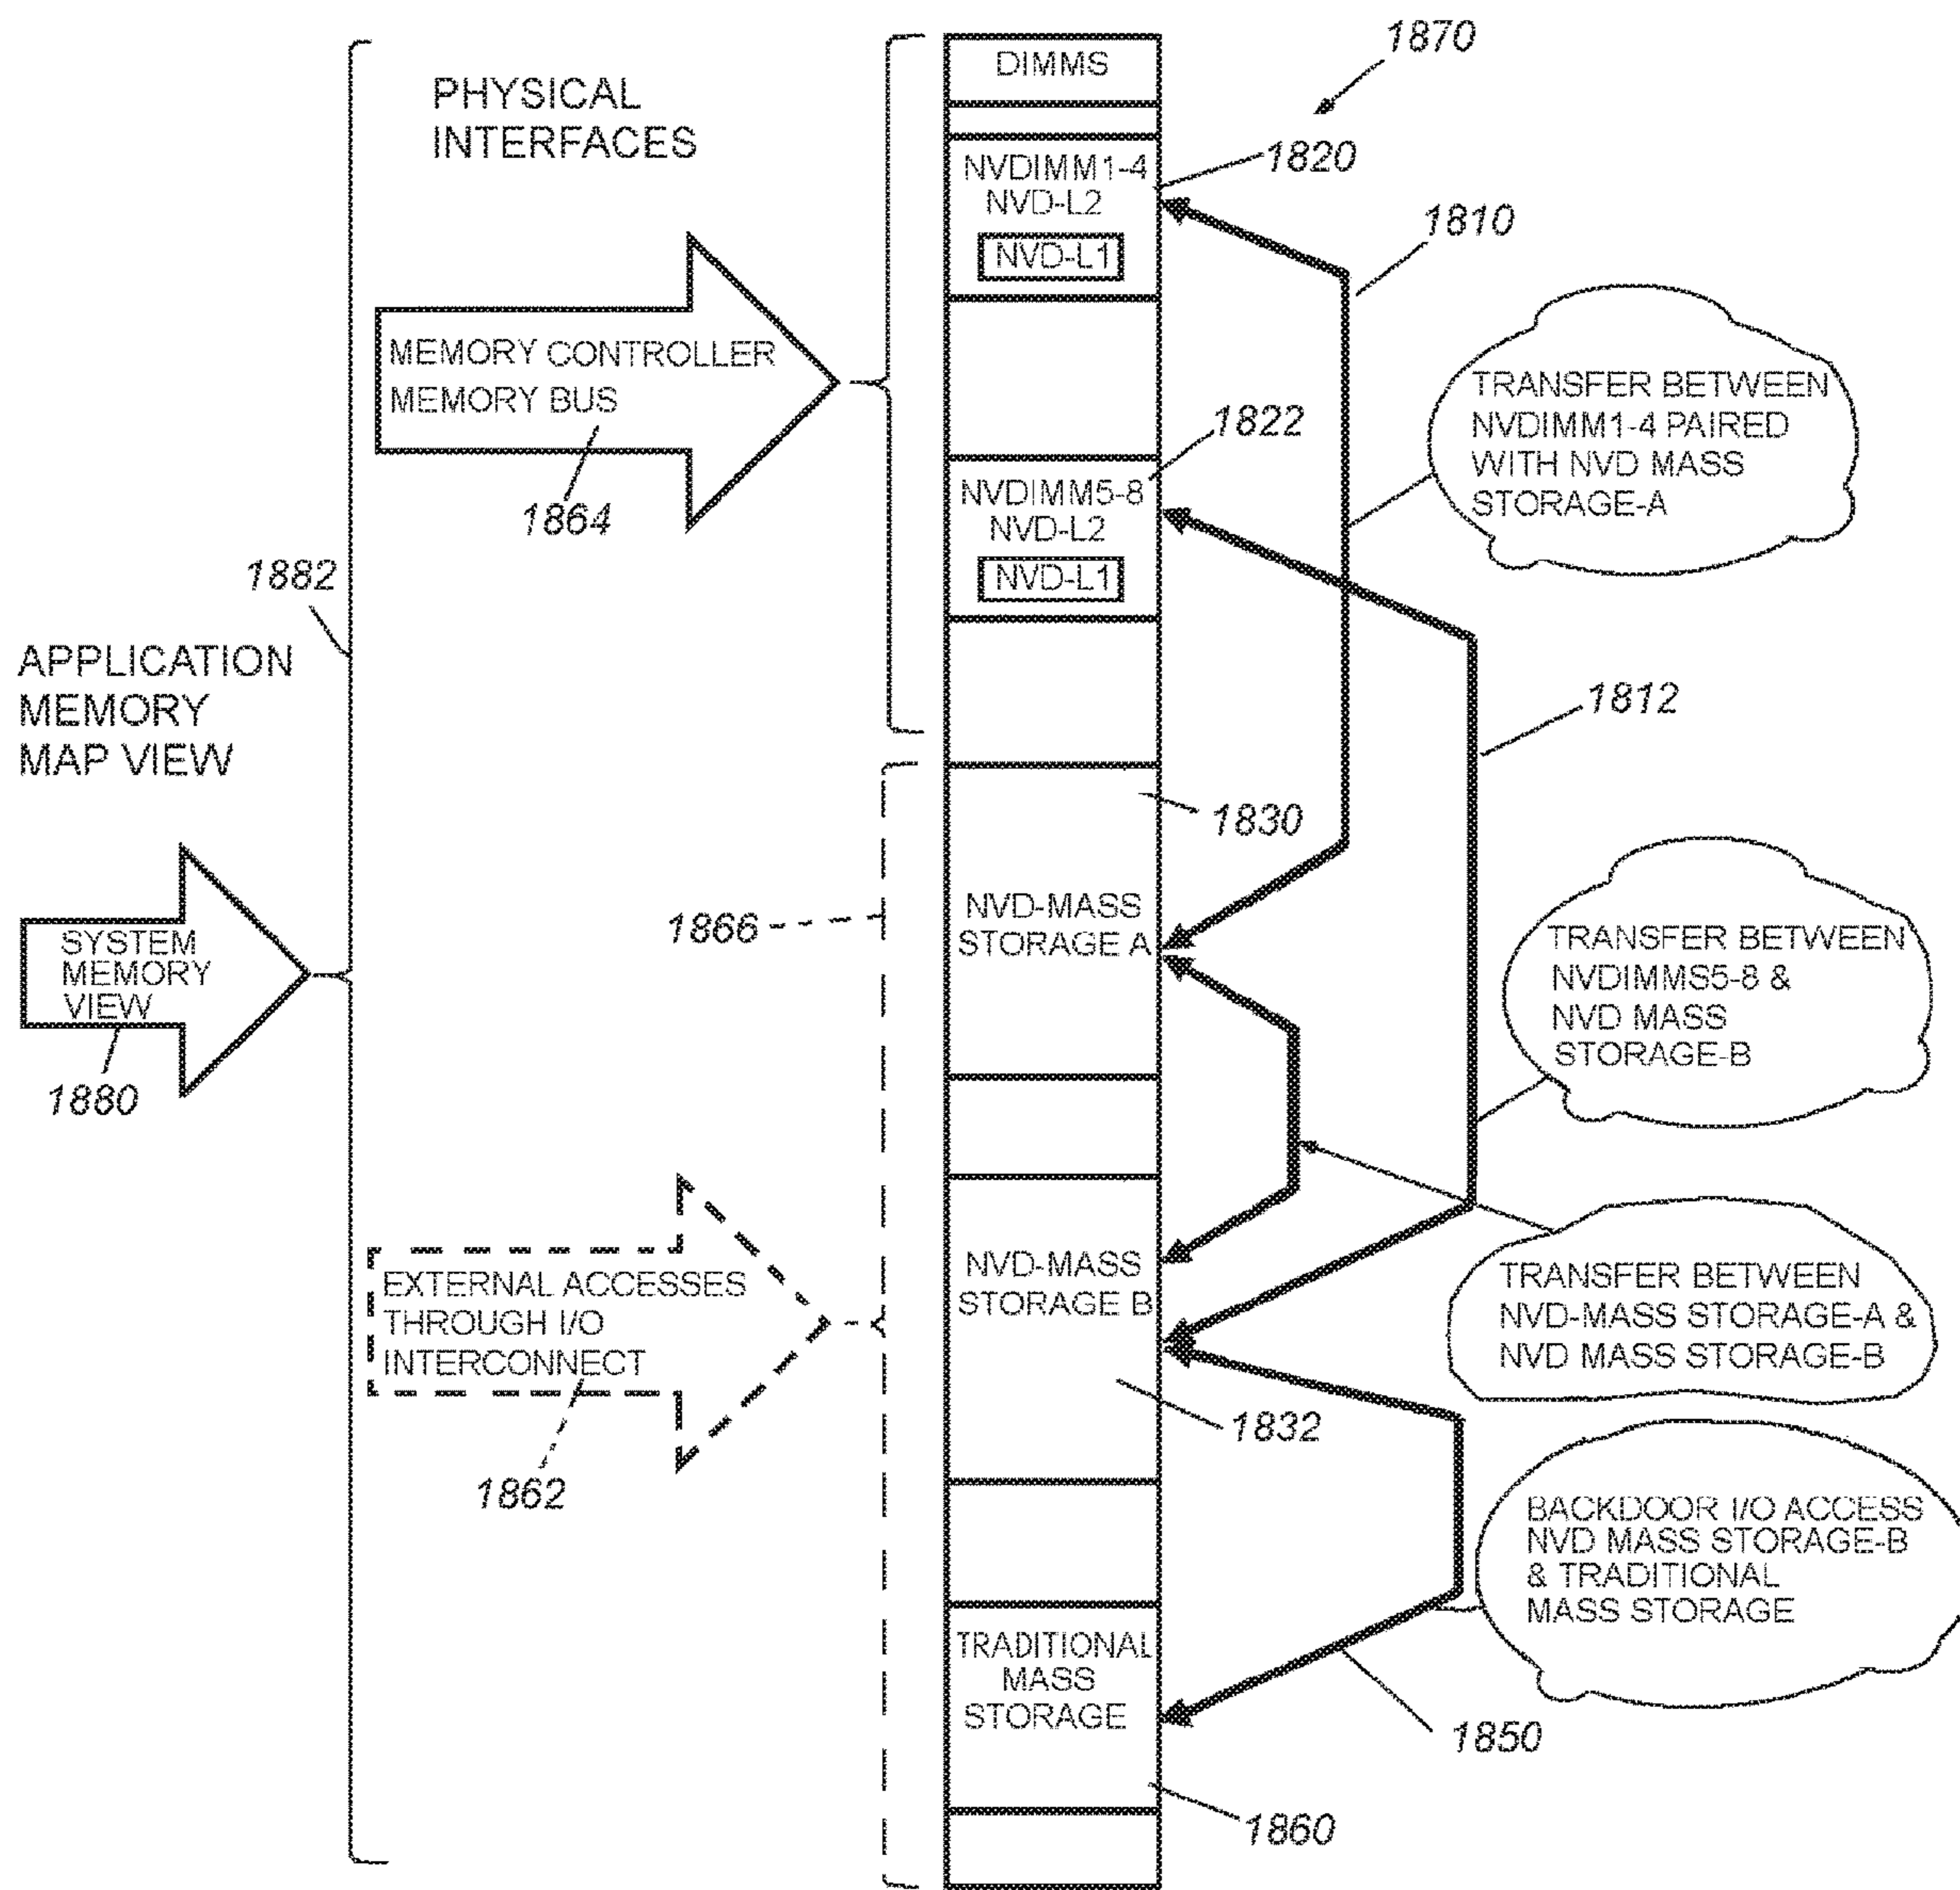 1870
DIMMS
PHYSICAL
INTERFACES
NVDIMM1-4
NVD-L2
NVD-L1
1820
1810
MEMORY CONTROLLER
MEMORY BUS
1864
TRANSFER BETWEEN
NVDIMM1-4 PAIRED
WITH NVD MASS
STORAGE-A
1822
NVDIMM5-8
NVD-L2
NVD-L1
1882
APPLICATION
MEMORY
MAP VIEW
1812
1830
1866
NVD-MASS
STORAGE A
SYSTEM
MEMORY
VIEW
1880
TRANSFER BETWEEN
NVDIMMS5-8 &
NVD MASS
STORAGE-B
EXTERNAL ACCESSES
THROUGH I/O
INTERCONNECT
1862
NVD-MASS
STORAGE B
1832
TRANSFER BETWEEN
NVD-MASS STORAGE-A &
NVD MASS STORAGE-B
BACKDOOR I/O ACCESS
NVD MASS STORAGE-B
& TRADITIONAL
MASS STORAGE
TRADITIONAL
MASS
STORAGE
1850
1860